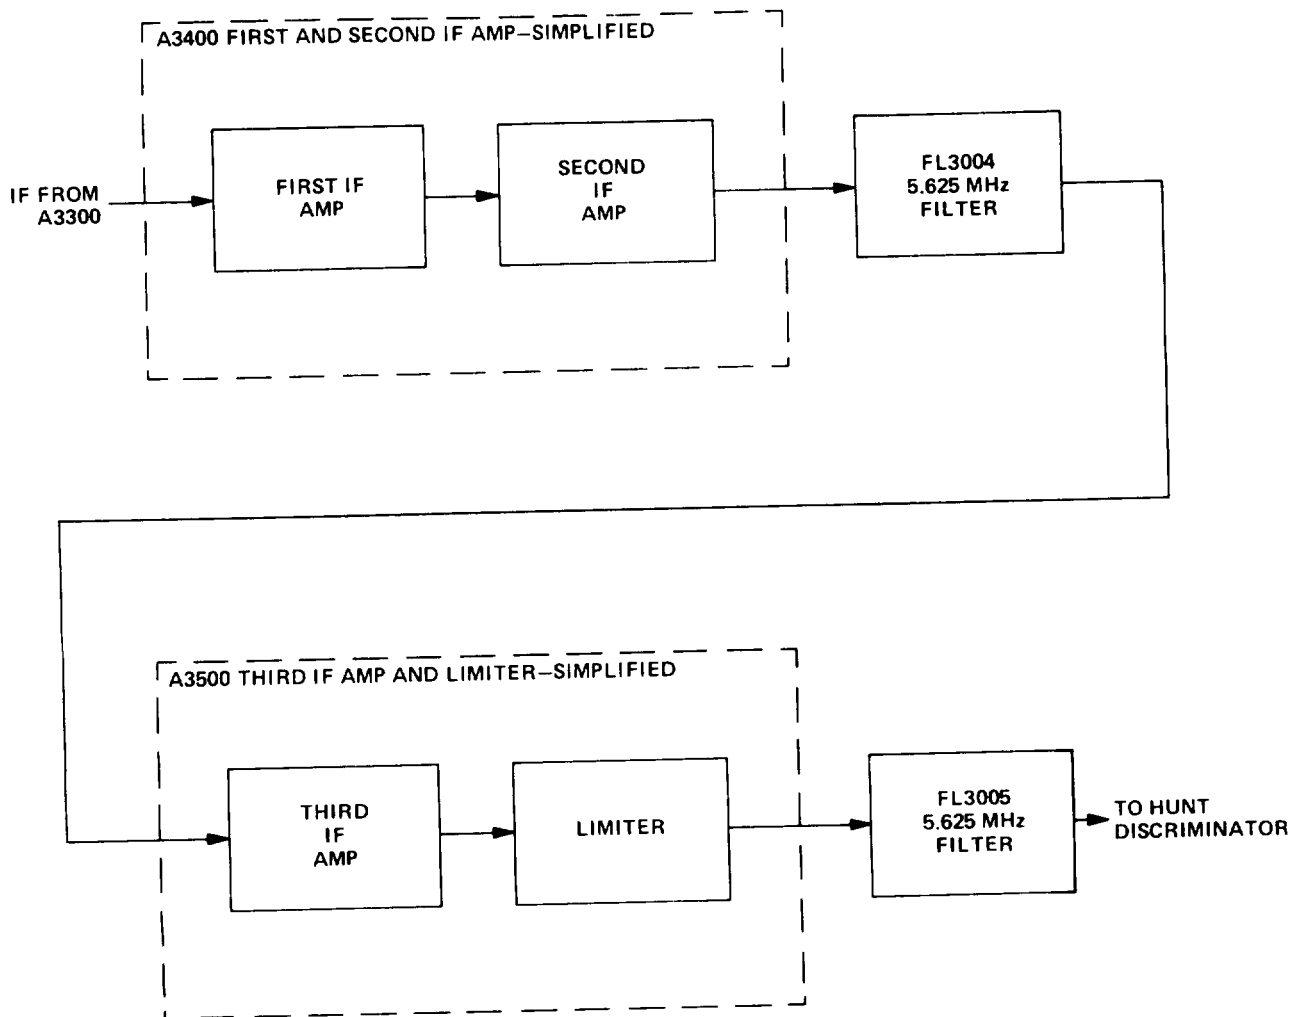 A3400 FIRST AND SECOND IF AMP–SIMPLIFIED
IF FROM
A3300
FIRST IF
AMP
SECOND
IF
AMP
FL3004
5.625 MHz
FILTER
A3500 THIRD IF AMP AND LIMITER–SIMPLIFIED
THIRD
IF
AMP
LIMITER
FL3005
5.625 MHz
FILTER
TO HUNT
DISCRIMINATOR